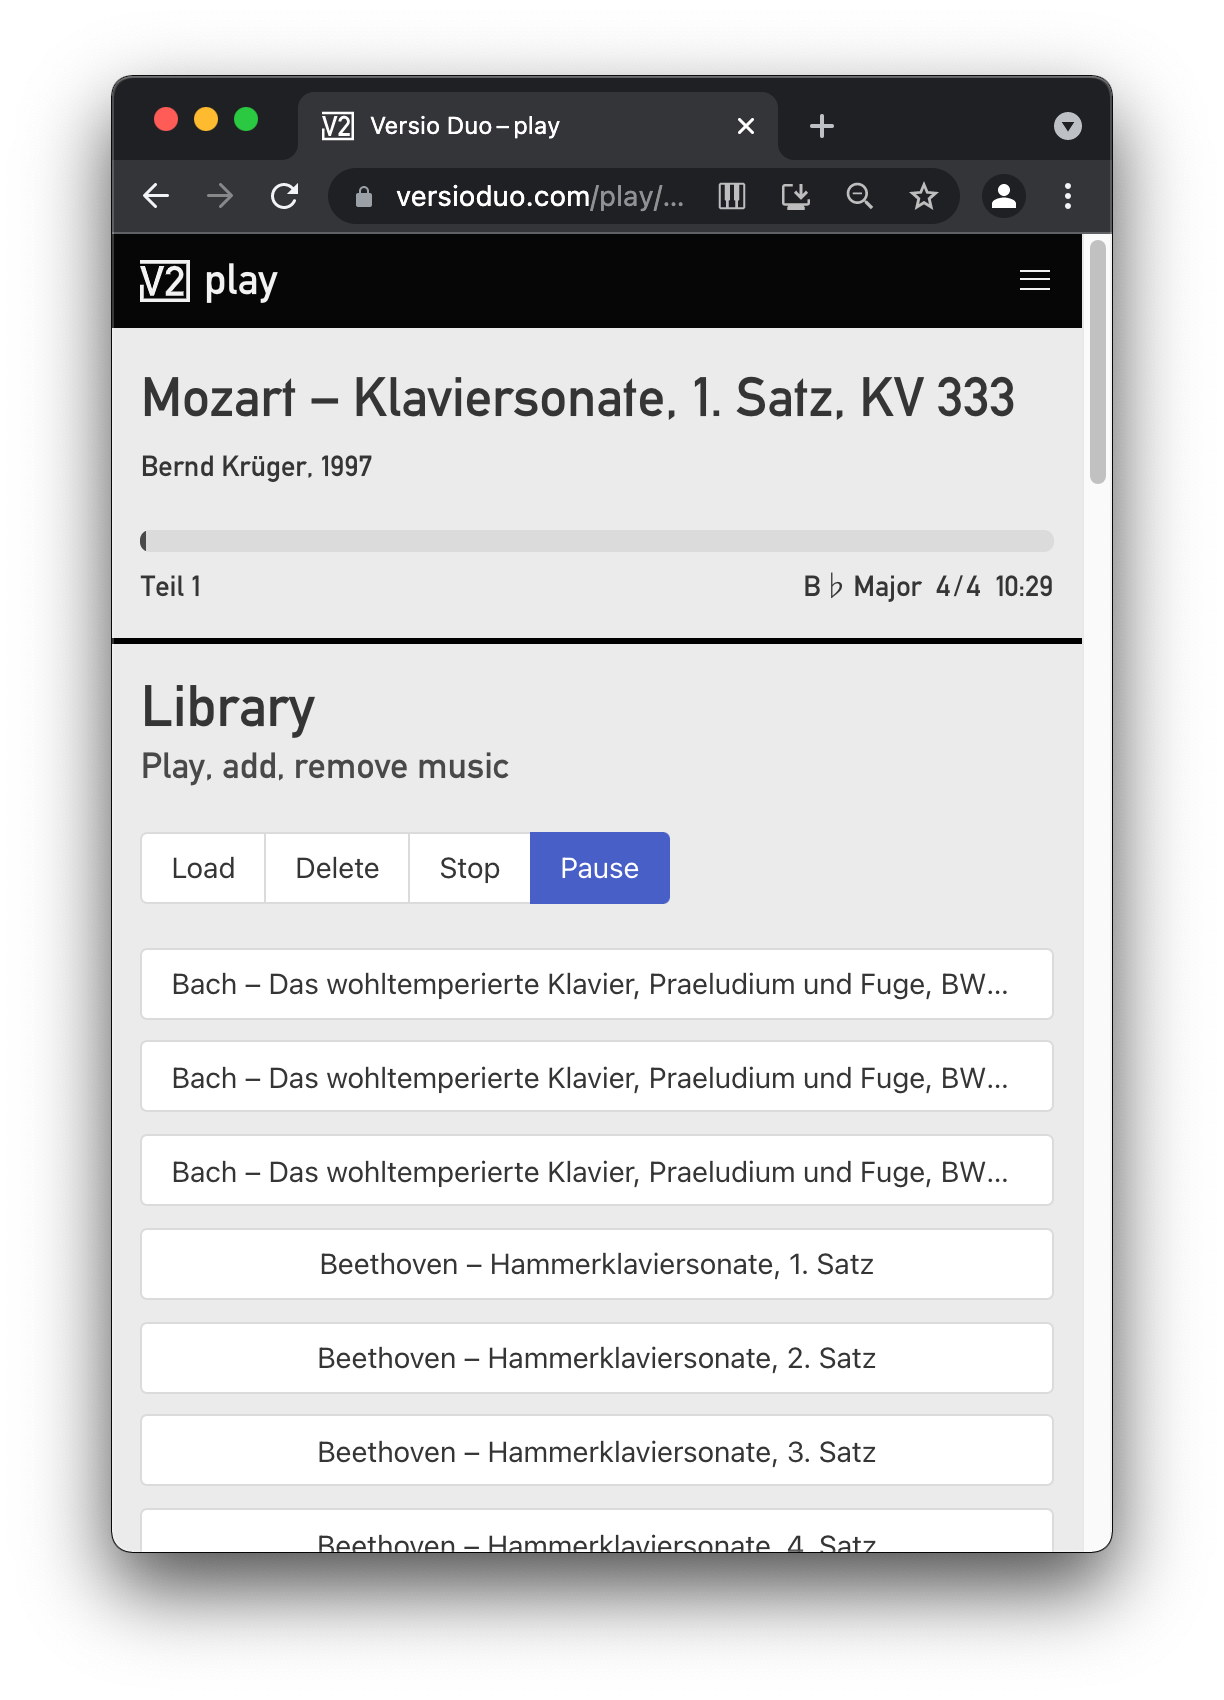 V2 Versio Duo – play
versioduo.com/play/...
V2 play
Mozart – Klaviersonate, 1. Satz, KV 333
Bernd Krüger, 1997
Teil 1 B ♭ Major 4/4 10:29
Library
Play, add, remove music
Load Delete Stop Pause
Bach – Das wohltemperierte Klavier, Praeludium und Fuge, BW...
Bach – Das wohltemperierte Klavier, Praeludium und Fuge, BW...
Bach – Das wohltemperierte Klavier, Praeludium und Fuge, BW...
Beethoven – Hammerklaviersonate, 1. Satz
Beethoven – Hammerklaviersonate, 2. Satz
Beethoven – Hammerklaviersonate, 3. Satz
Beethoven – Hammerklaviersonate, 4. Satz